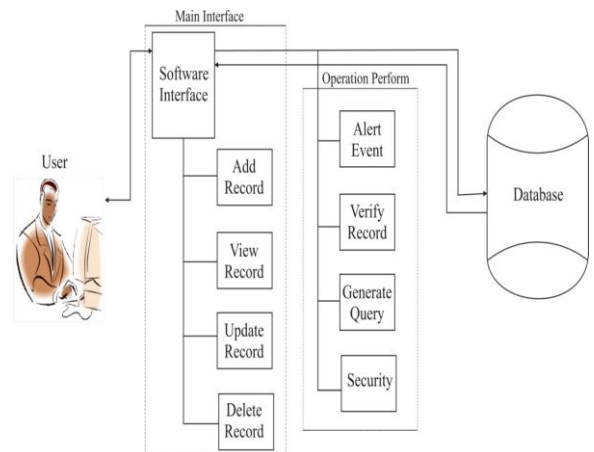 Main Interface
Software
Interface
Operation Perform
Alert
Event
User
Add
Record
Database
Verify
Record
View
Record
Generate
Query
Update
Record
Security
Delete
Record